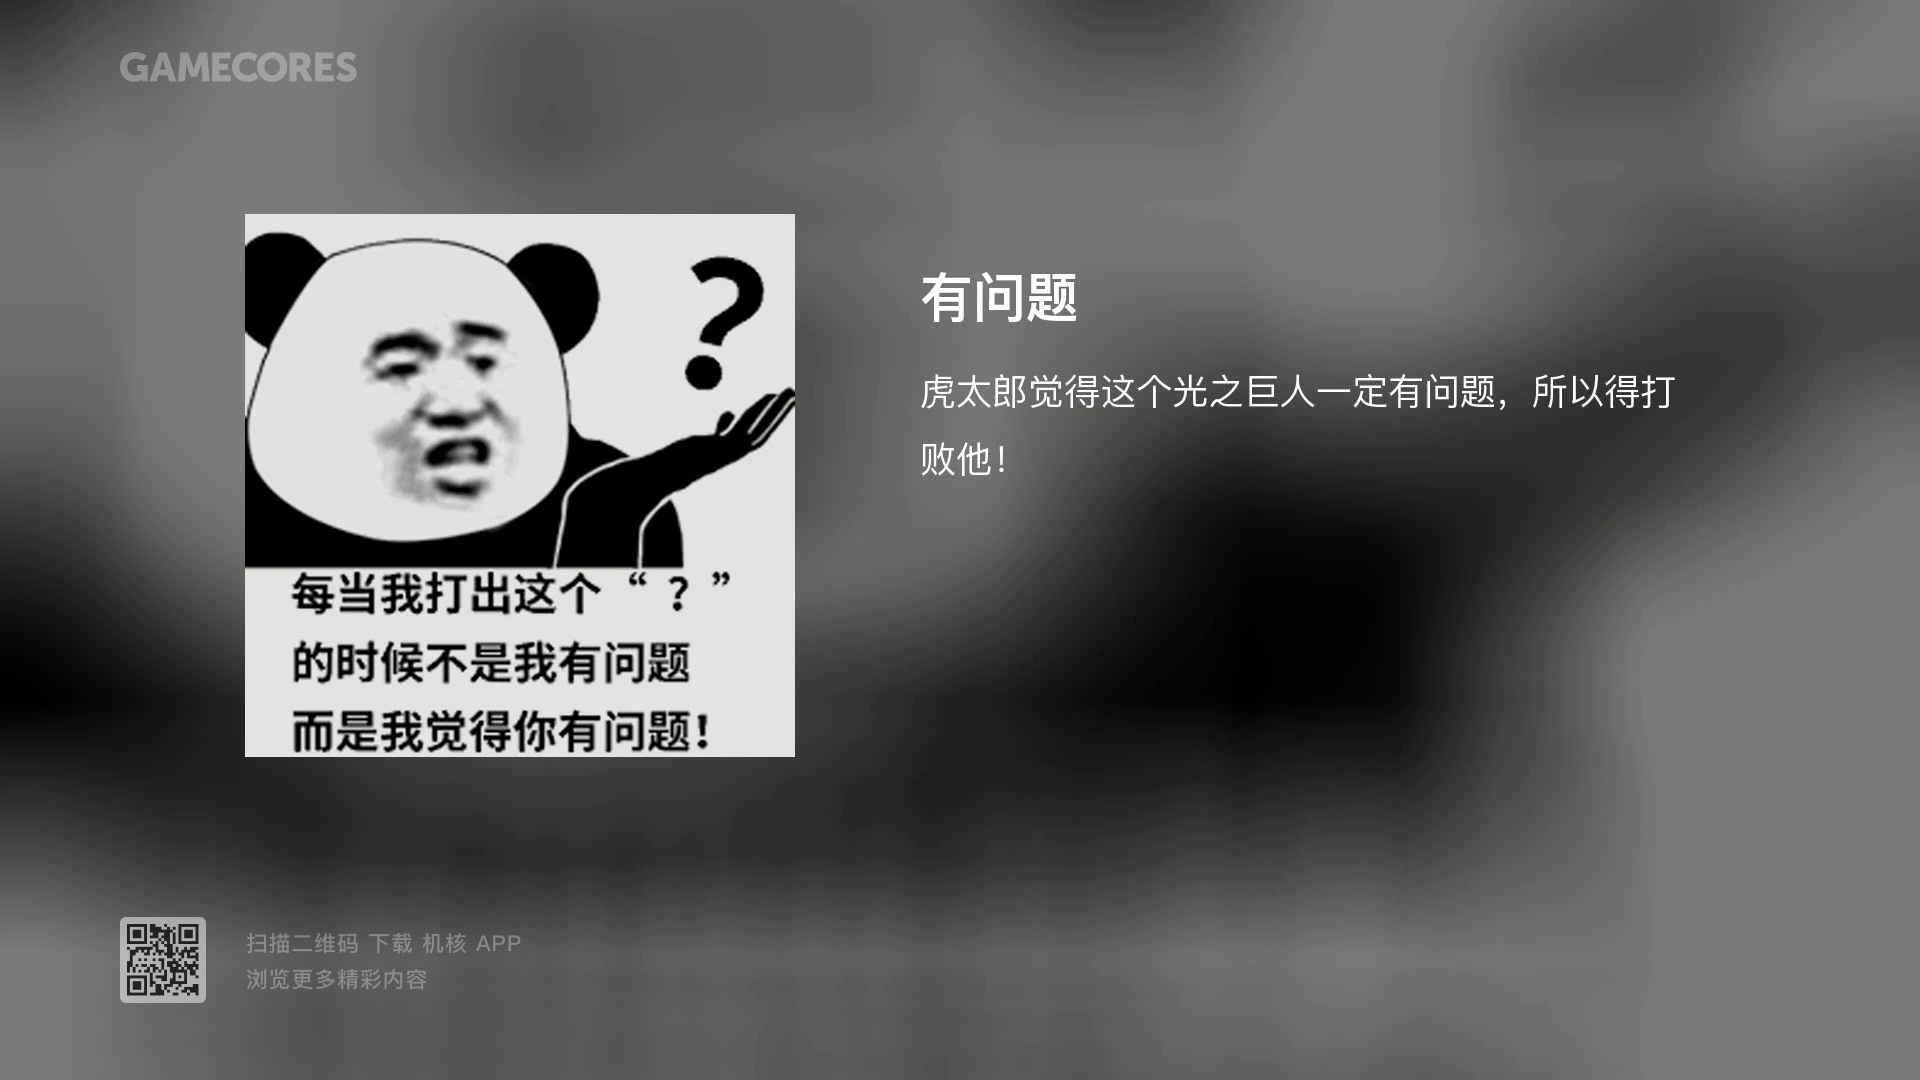 GAMECORES
?
每当我打出这个“？”
的时候不是我有问题
而是我觉得你有问题！
有问题
虎太郎觉得这个光之巨人一定有问题，所以得打
败他！
扫描二维码 下载 机核 APP
浏览更多精彩内容